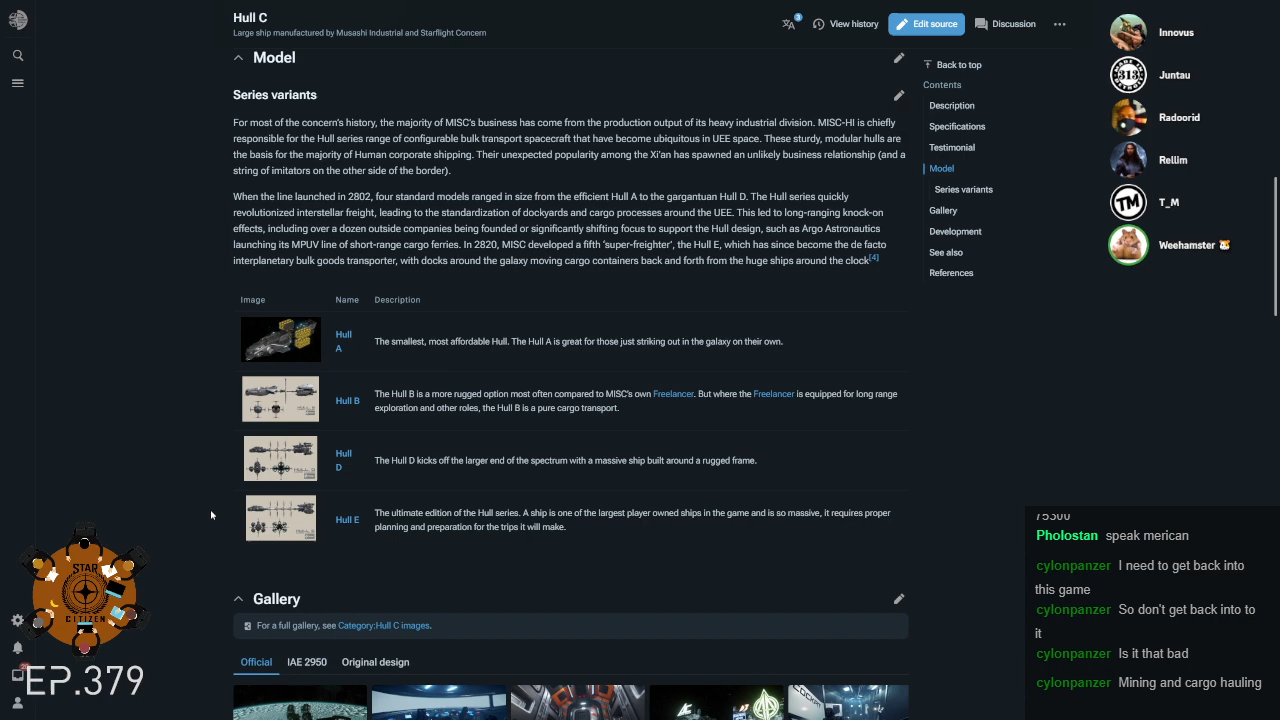 Hull C
Large ship manufactured by Musashi Industrial and Starflight Concern
3
View history
Edit source
Discussion
Model
Series variants
For most of the concern's history, the majority of MISC's business has come from the production output of its heavy industrial division. MISC-HI is chiefly
responsible for the Hull series range of configurable bulk transport spacecraft that have become ubiquitous in UEE space. These sturdy, modular hulls are
the basis for the majority of Human corporate shipping. Their unexpected popularity among the Xi'an has spawned an unlikely business relationship (and a
string of imitators on the other side of the border).
When the line launched in 2802, four standard models ranged in size from the efficient Hull A to the gargantuan Hull D. The Hull series quickly
revolutionized interstellar freight, leading to the standardization of dockyards and cargo processes around the UEE. This led to long-ranging knock-on
effects, including over a dozen outside companies being founded or significantly shifting focus to support the Hull design, such as Argo Astronautics
launching its MPUV line of short-range cargo ferries. In 2820, MISC developed a fifth 'super-freighter', the Hull E, which has since become the de facto
interplanetary bulk goods transporter, with docks around the galaxy moving cargo containers back and forth from the huge ships around the clock[4]
Image Name Description
Hull
A
The smallest, most affordable Hull. The Hull A is great for those just striking out in the galaxy on their own.
Hull B
The Hull B is a more rugged option most often compared to MISC's own Freelancer. But where the Freelancer is equipped for long range
exploration and other roles, the Hull B is a pure cargo transport.
Hull
D
The Hull D kicks off the larger end of the spectrum with a massive ship built around a rugged frame.
Hull E
The ultimate edition of the Hull series. A ship is one of the largest player owned ships in the game and is so massive, it requires proper
planning and preparation for the trips it will make.
Gallery
For a full gallery, see Category:Hull C images.
Official IAE 2950 Original design
Back to top
Contents
Description
Specifications
Testimonial
Model
Series variants
Gallery
Development
See also
References
Innovus
313
Juntau
Radoorid
Rellim
TM
T_M
Weehamster 🐹
75300
Pholostan speak merican
cylonpanzer I need to get back into
this game
cylonpanzer So don't get back into to
it
cylonpanzer Is it that bad
cylonpanzer Mining and cargo hauling
STAR
CITIZEN
EP.379